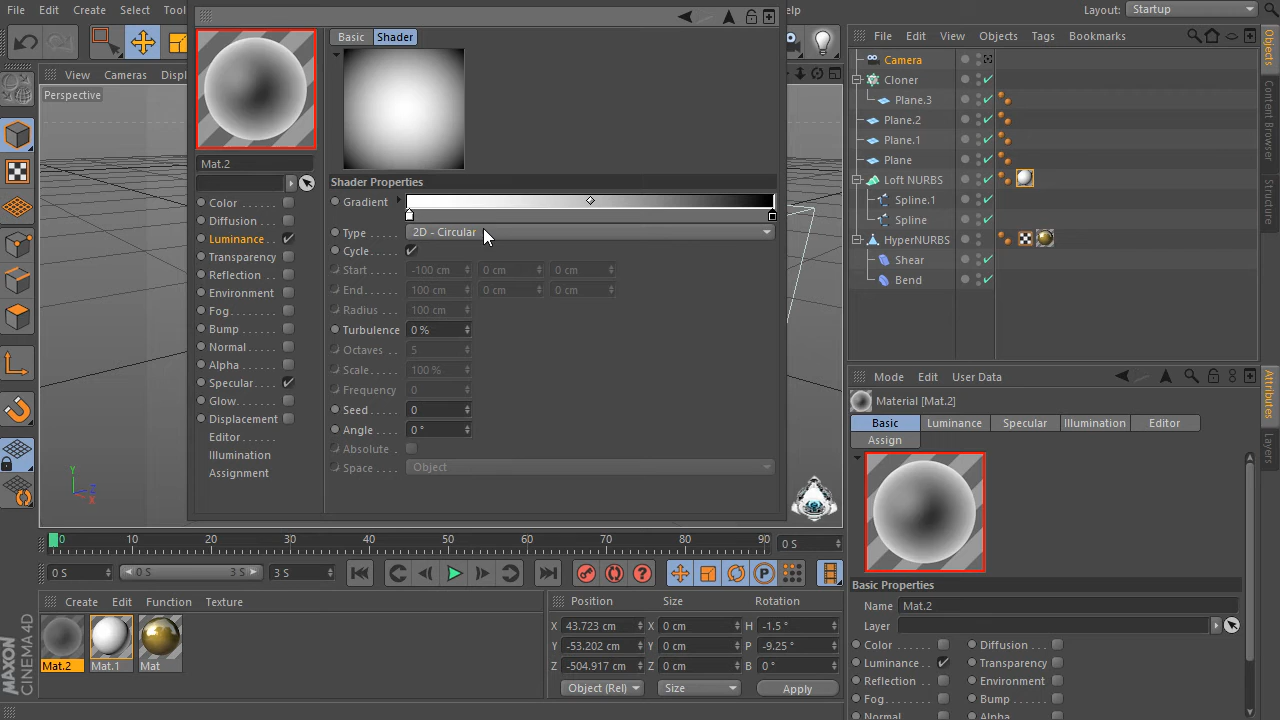 File Edit Create Select Tool
lp
Layout: Startup
View Cameras Displ
Perspective
Y
Z
X
Basic Shader
Mat.2
Color
Diffusion
Luminance
Transparency
Reflection
Environment
Fog
Bump
Normal
Alpha
Specular
Glow
Displacement
Editor
Illumination
Assignment
Shader Properties
Gradient
Type 2D - Circular
Cycle
Start -100 cm 0 cm 0 cm
End 100 cm 0 cm 0 cm
Radius 100 cm
Turbulence 0 %
Octaves 5
Scale 100 %
Frequency 0
Seed 0
Angle 0 °
Absolute
Space Object
File Edit View Objects Tags Bookmarks
Camera
Cloner
Plane.3
Plane.2
Plane.1
Plane
Loft NURBS
Spline.1
Spline
HyperNURBS
Shear
Bend
Objects
Structure
Mode Edit User Data
Material [Mat.2]
Basic Luminance Specular Illumination Editor
Assign
Basic Properties
Name Mat.2
Layer
Color Diffusion
Luminance Transparency
Reflection Environment
Fog Bump
Normal Alpha
Attributes
Layers
0 10 20 30 40 50 60 70 80 90 0 S
0 S 0 S 3 S 3 S
Create Edit Function Texture
Mat.2 Mat.1 Mat
Position Size Rotation
X 43.723 cm X 0 cm H -1.5 °
Y -53.202 cm Y 0 cm P -9.25 °
Z -504.917 cm Z 0 cm B 0 °
Object (Rel) Size Apply
MAXON
CINEMA 4D